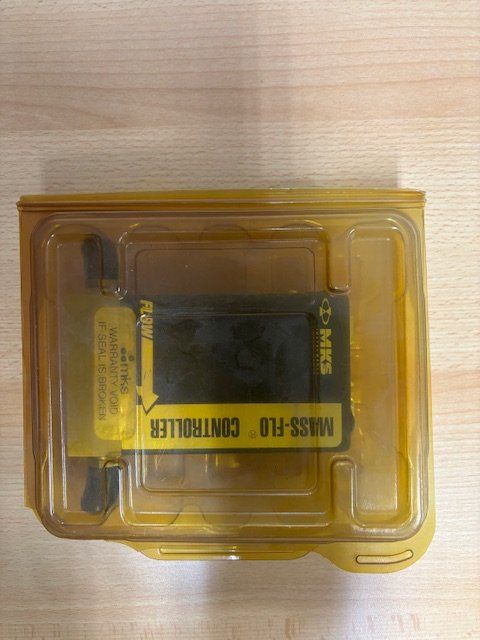 MKS
MASS-FLO® CONTROLLER
FLOW
mks
WARRANTY VOID
IF SEAL IS BROKEN